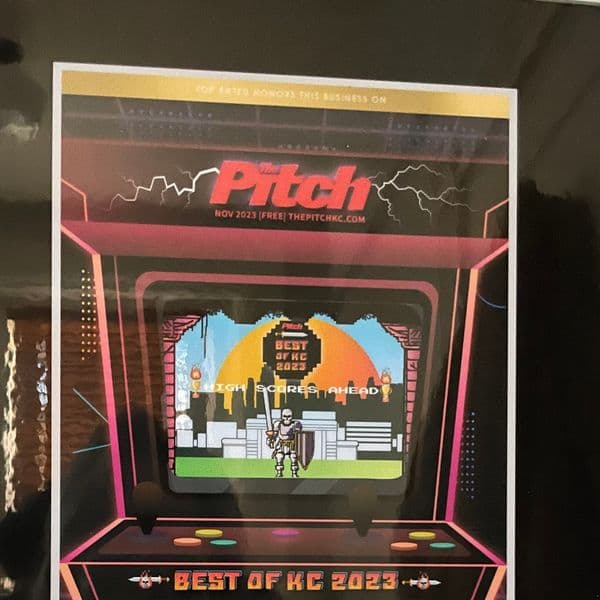 TOP RATED HONORS THIS BUSINESS ON
The
Pitch
NOV 2023 |FREE| THEPITCHKC.COM
Pitch
BEST
OF KC
2023
HIGH SCORES AHEAD
BEST OF KC 2023